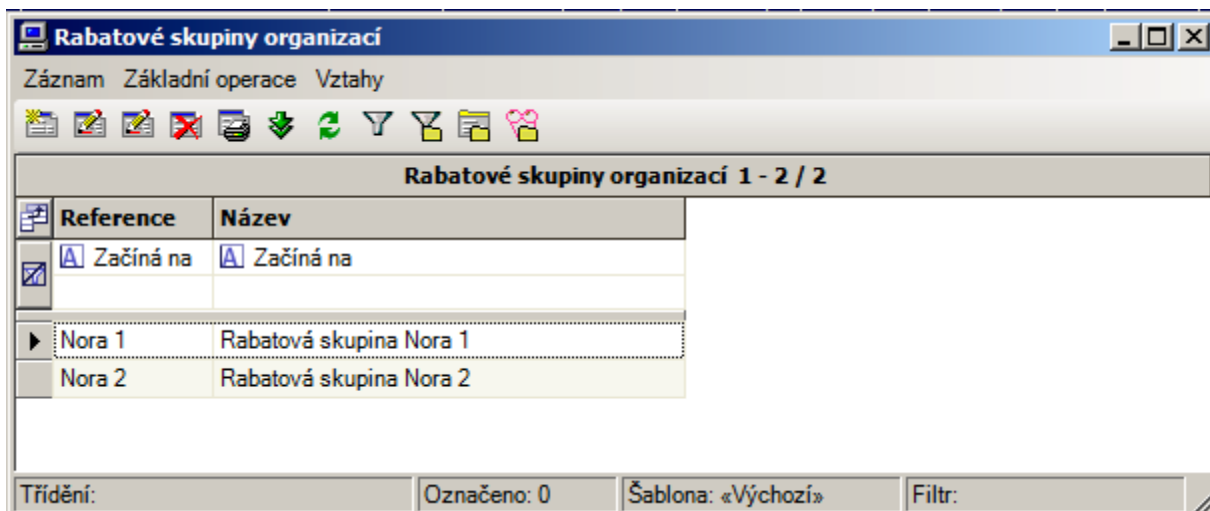 Rabatové skupiny organizací
Záznam Základní operace Vztahy
Rabatové skupiny organizací 1 - 2 / 2
Reference Název
A Začíná na A Začíná na
Nora 1 Rabatová skupina Nora 1
Nora 2 Rabatová skupina Nora 2
Třídění: Označeno: 0 Šablona: «Výchozí» Filtr: